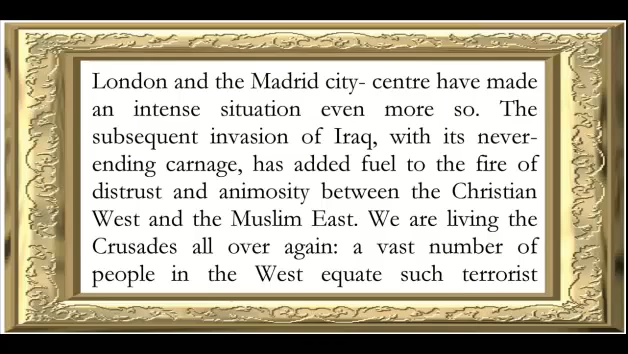 London and the Madrid city- centre have made
an intense situation even more so. The
subsequent invasion of Iraq, with its never-
ending carnage, has added fuel to the fire of
distrust and animosity between the Christian
West and the Muslim East. We are living the
Crusades all over again: a vast number of
people in the West equate such terrorist